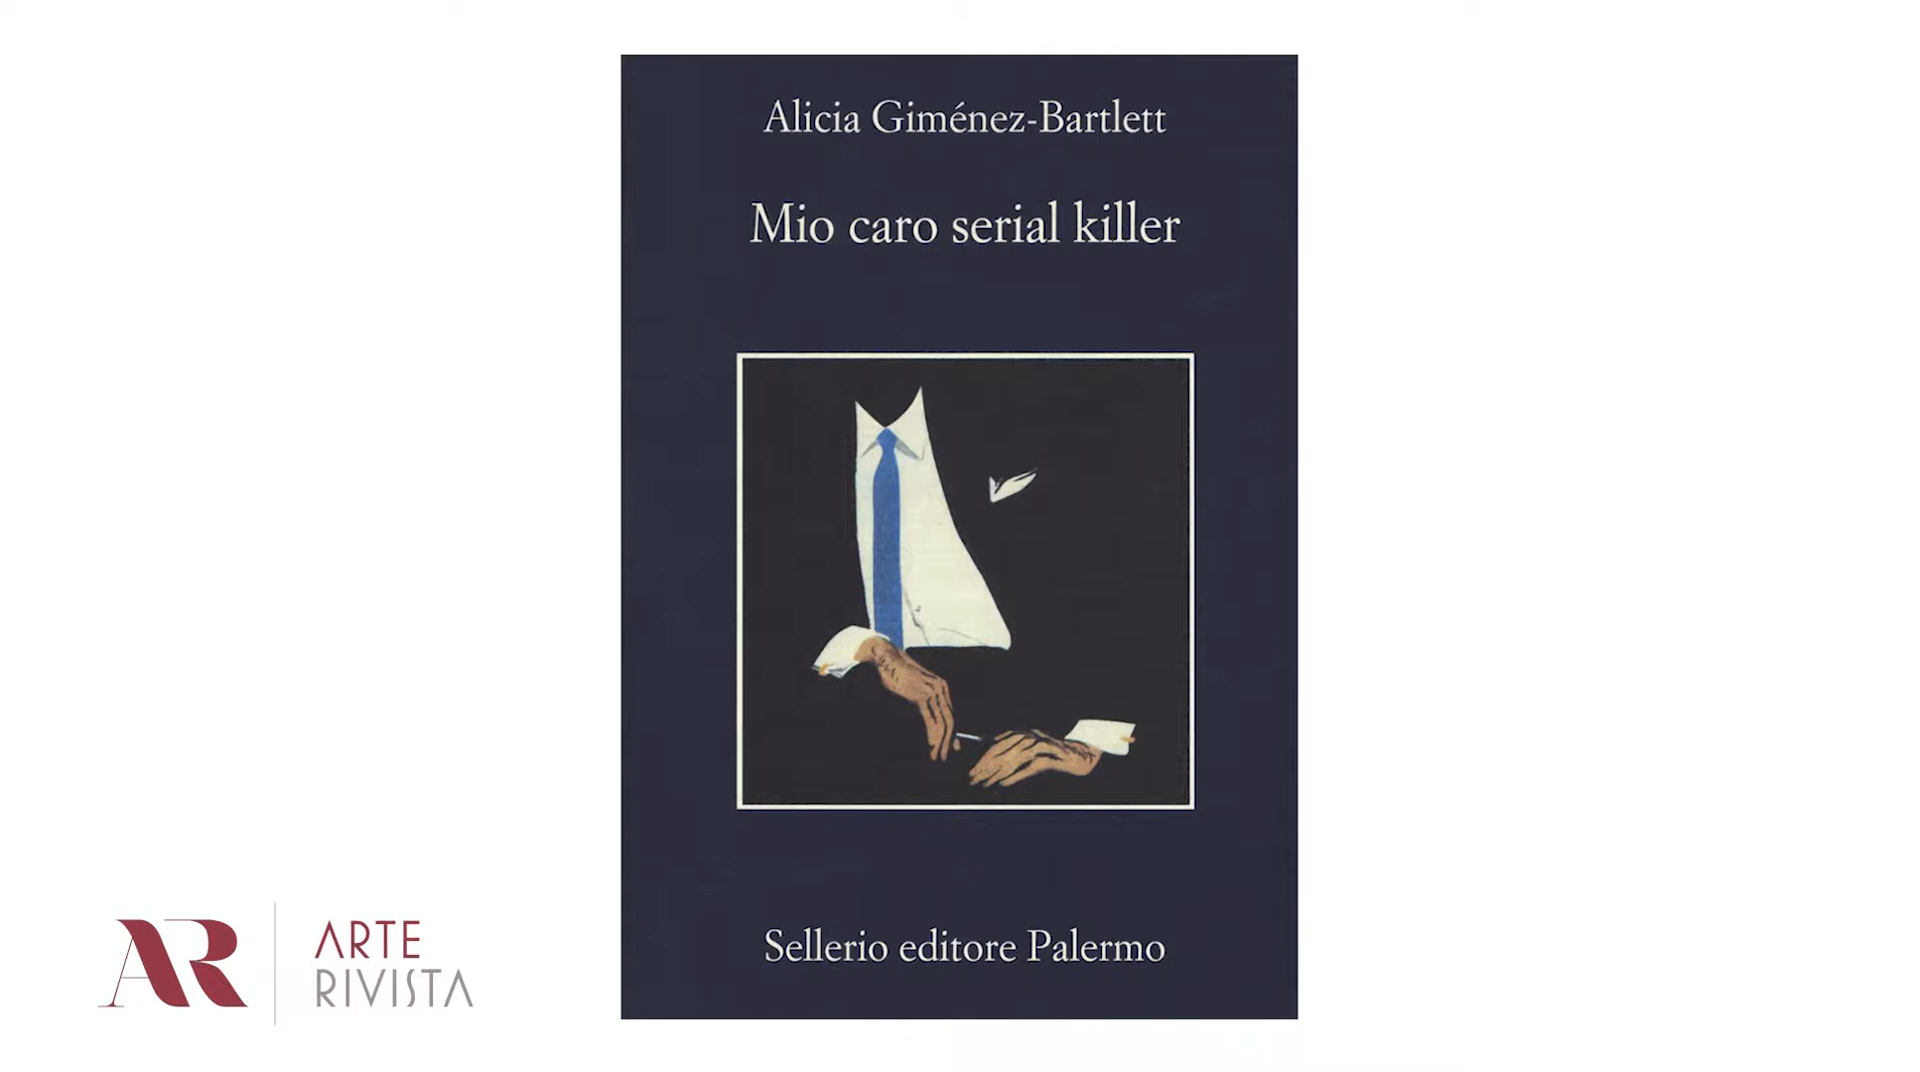 Alicia Giménez-Bartlett
Mio caro serial killer
Sellerio editore Palermo
AR
ARTE
RIVISTA